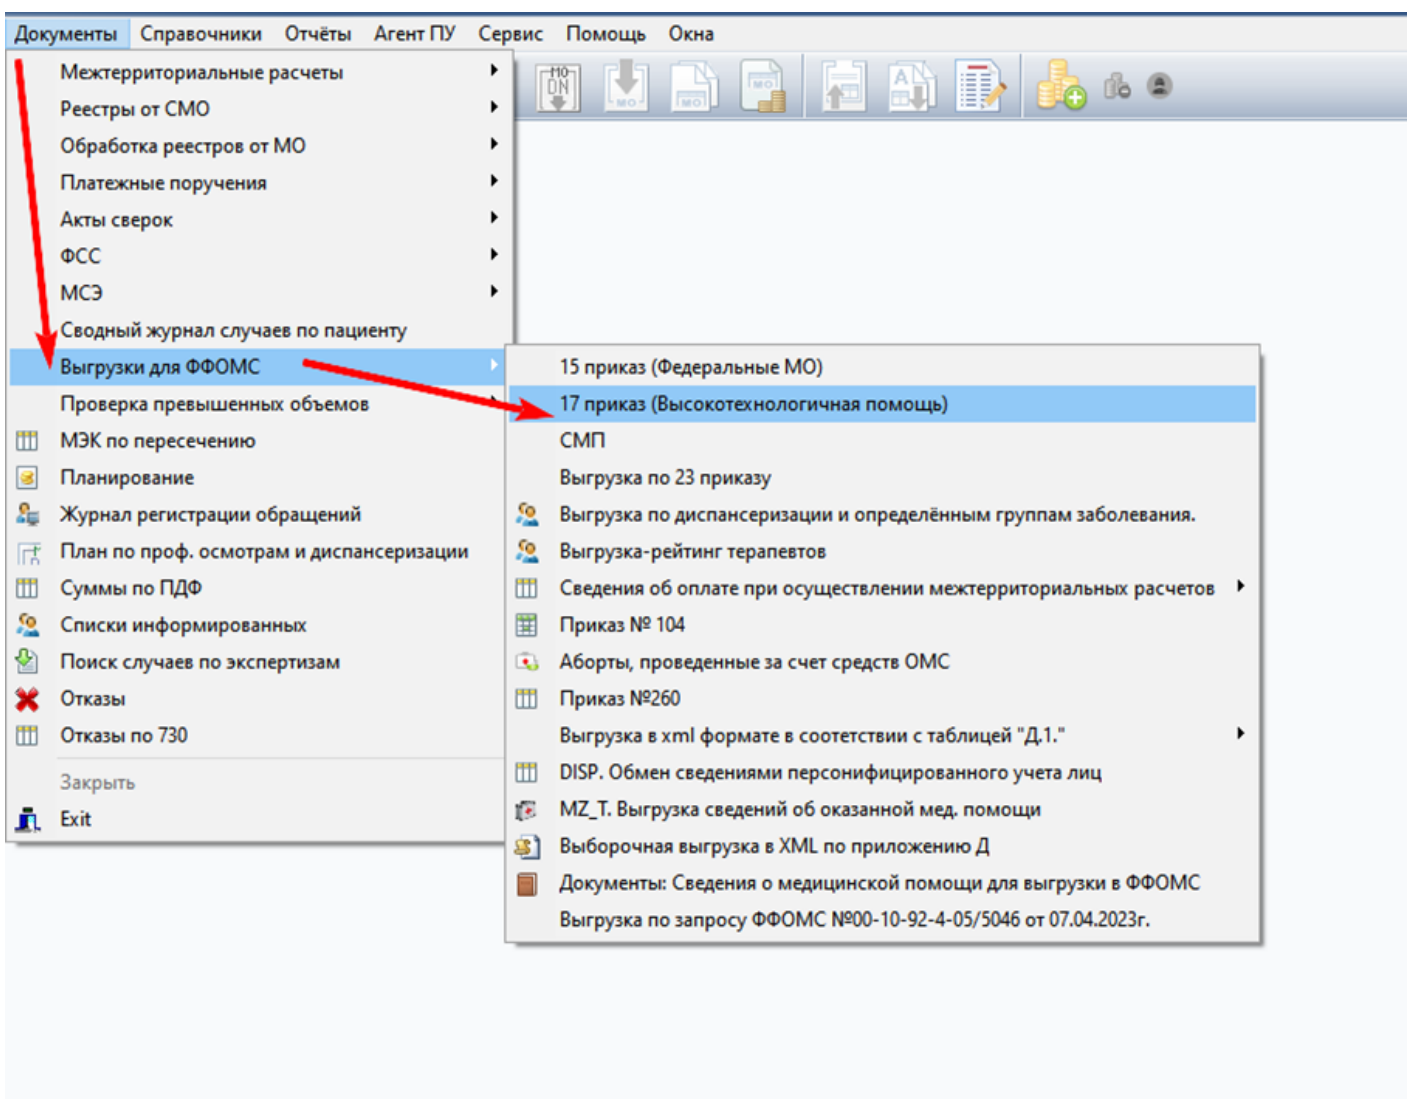 Документы Справочники Отчёты Агент ПУ Сервис Помощь Окна
Межтерриториальные расчеты
Реестры от СМО
Обработка реестров от МО
Платежные поручения
Акты сверок
ФСС
МСЭ
Сводный журнал случаев по пациенту
Выгрузки для ФФОМС
Проверка превышенных объемов
МЭК по пересечению
Планирование
Журнал регистрации обращений
План по проф. осмотрам и диспансеризации
Суммы по ПДФ
Списки информированных
Поиск случаев по экспертизам
Отказы
Отказы по 730
Закрыть
Exit
МО
DN
МО
МО
МО
A
15 приказ (Федеральные МО)
17 приказ (Высокотехнологичная помощь)
СМП
Выгрузка по 23 приказу
Выгрузка по диспансеризации и определённым группам заболевания.
Выгрузка-рейтинг терапевтов
Сведения об оплате при осуществлении межтерриториальных расчетов
Приказ № 104
Аборты, проведенные за счет средств ОМС
Приказ №260
Выгрузка в xml формате в соотетствии с таблицей "Д.1."
DISP. Обмен сведениями персонифицированного учета лиц
MZ_T. Выгрузка сведений об оказанной мед. помощи
Выборочная выгрузка в XML по приложению Д
Документы: Сведения о медицинской помощи для выгрузки в ФФОМС
Выгрузка по запросу ФФОМС №00-10-92-4-05/5046 от 07.04.2023г.